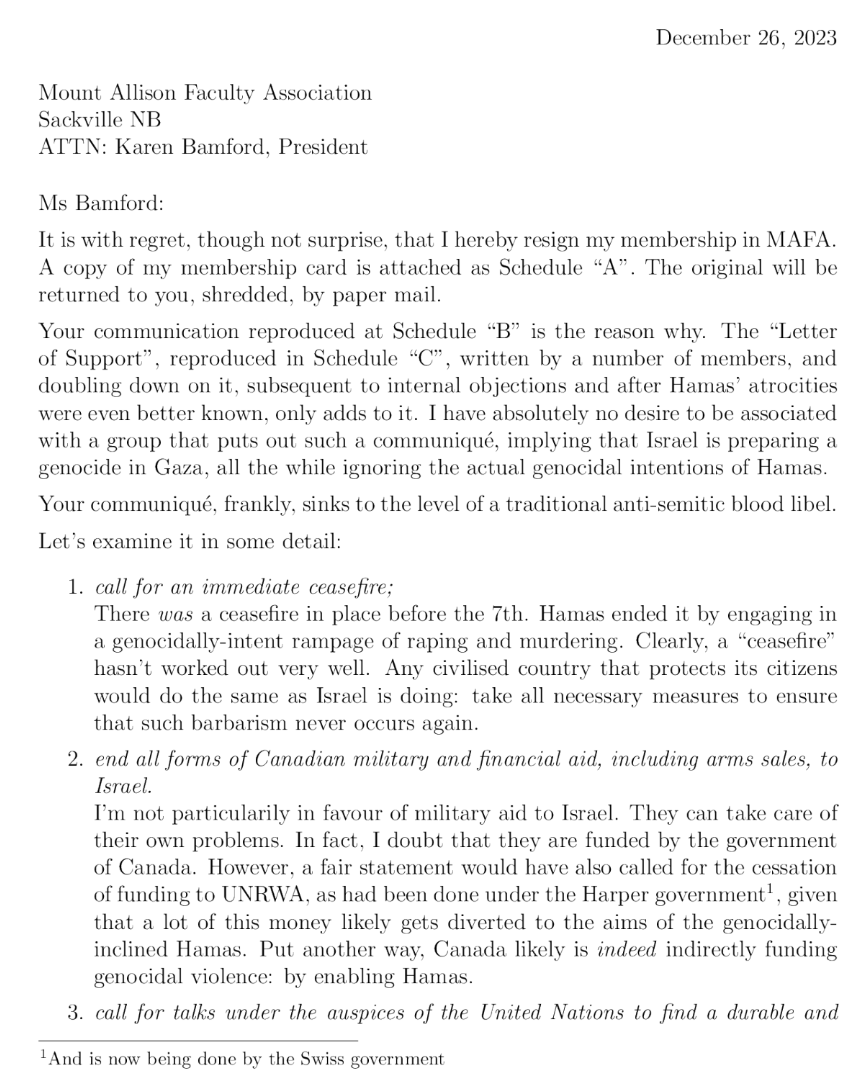 December 26, 2023
Mount Allison Faculty Association
Sackville NB
ATTN: Karen Bamford, President
Ms Bamford:
It is with regret, though not surprise, that I hereby resign my membership in MAFA.
A copy of my membership card is attached as Schedule “A”. The original will be
returned to you, shredded, by paper mail.
Your communication reproduced at Schedule “B” is the reason why. The “Letter
of Support”, reproduced in Schedule “C”, written by a number of members, and
doubling down on it, subsequent to internal objections and after Hamas’ atrocities
were even better known, only adds to it. I have absolutely no desire to be associated
with a group that puts out such a communiqué, implying that Israel is preparing a
genocide in Gaza, all the while ignoring the actual genocidal intentions of Hamas.
Your communiqué, frankly, sinks to the level of a traditional anti-semitic blood libel.
Let’s examine it in some detail:
1. call for an immediate ceasefire;
There was a ceasefire in place before the 7th. Hamas ended it by engaging in
a genocidally-intent rampage of raping and murdering. Clearly, a “ceasefire”
hasn’t worked out very well. Any civilised country that protects its citizens
would do the same as Israel is doing: take all necessary measures to ensure
that such barbarism never occurs again.
2. end all forms of Canadian military and financial aid, including arms sales, to
Israel.
I’m not particularily in favour of military aid to Israel. They can take care of
their own problems. In fact, I doubt that they are funded by the government
of Canada. However, a fair statement would have also called for the cessation
of funding to UNRWA, as had been done under the Harper government1, given
that a lot of this money likely gets diverted to the aims of the genocidally-
inclined Hamas. Put another way, Canada likely is indeed indirectly funding
genocidal violence: by enabling Hamas.
3. call for talks under the auspices of the United Nations to find a durable and
1And is now being done by the Swiss government